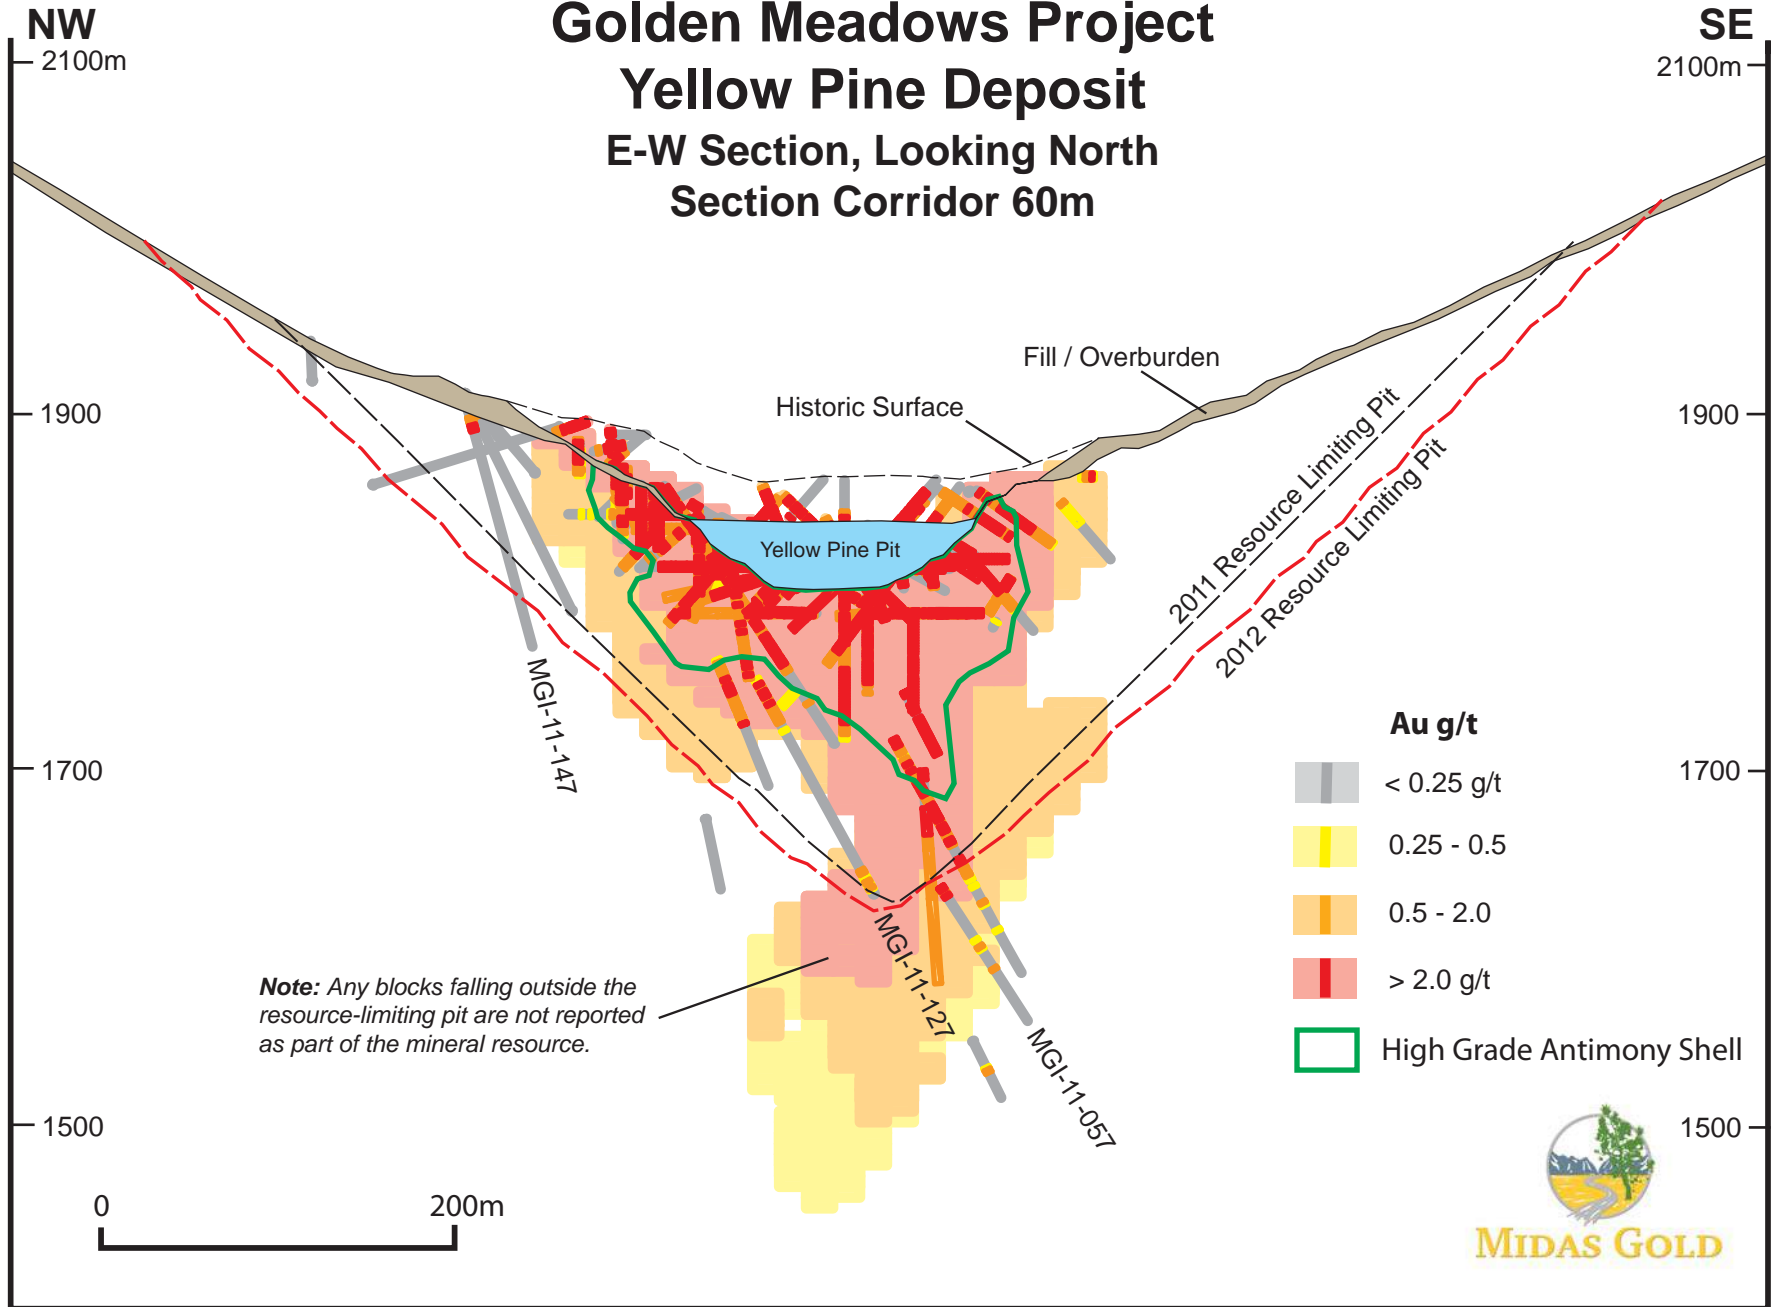 NW
Golden Meadows Project
SE
2100m
2100m
Yellow Pine Deposit
E-W Section, Looking North
Section Corridor 60m
Fill / Overburden
Historic Surface
1900
1900
2011 Resource Limiting Pit
2012 Resource Limiting Pit
Yellow Pine Pit
MGI-11-147
Au g/t
1700
1700
< 0.25 g/t
0.25 - 0.5
0.5 - 2.0
> 2.0 g/t
High Grade Antimony Shell
MGI-11-127
MGI-11-057
Note: Any blocks falling outside the
resource-limiting pit are not reported
as part of the mineral resource.
1500
1500
0
200m
MIDAS GOLD